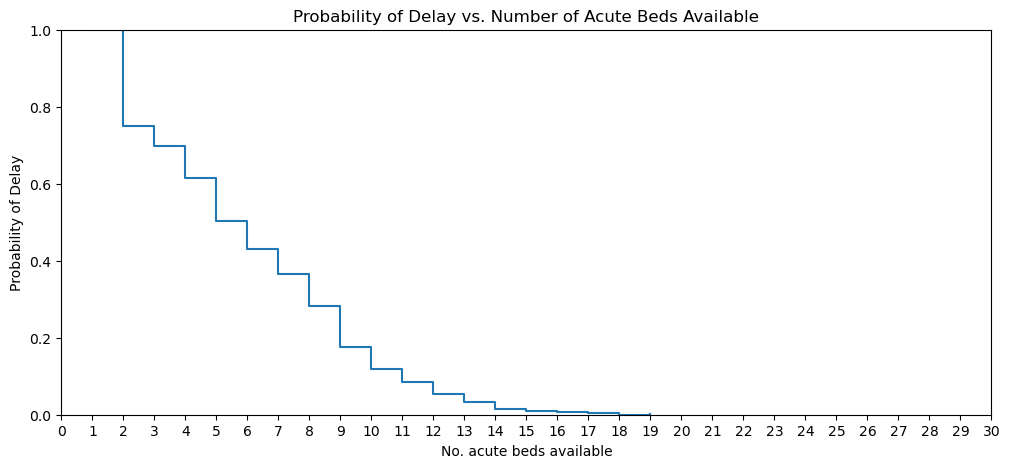 Probability of Delay vs. Number of Acute Beds Available
1.0
0.8
0.6
0.4
0.2
0.0
Probability of Delay
0 1 2 3 4 5 6 7 8 9 10 11 12 13 14 15 16 17 18 19 20 21 22 23 24 25 26 27 28 29 30
No. acute beds available